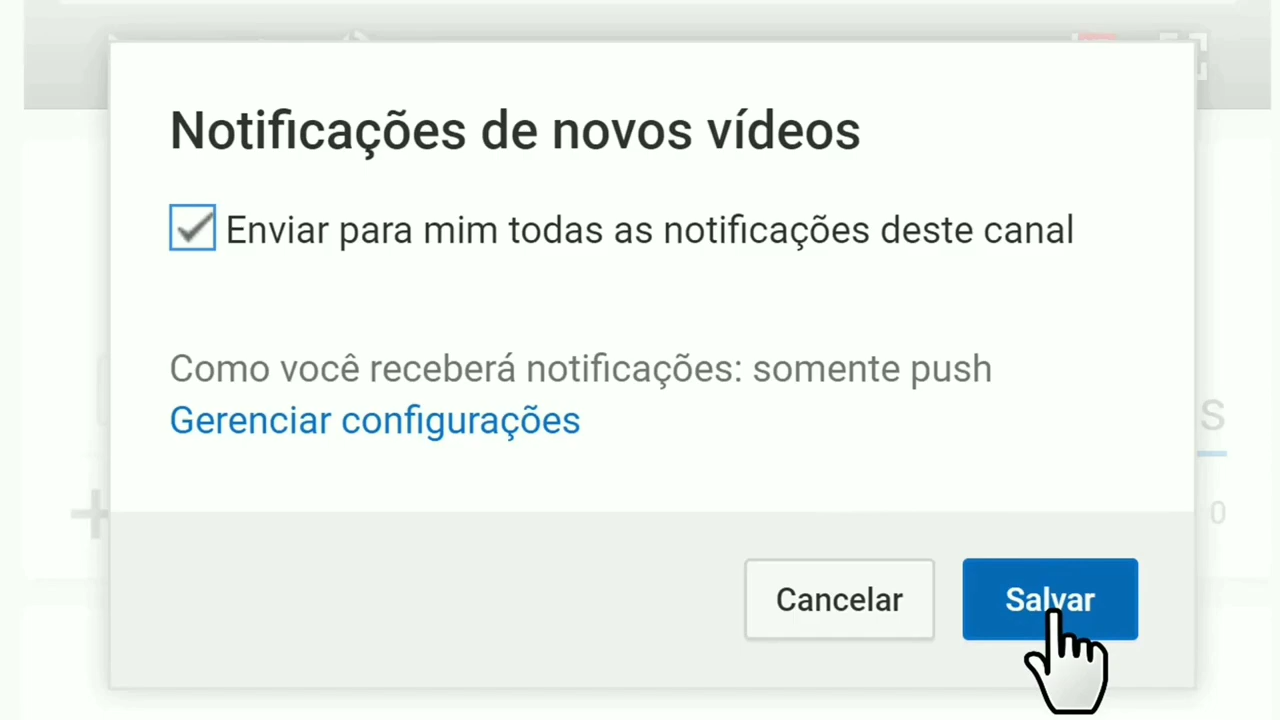 Notificações de novos vídeos
Enviar para mim todas as notificações deste canal
Como você receberá notificações: somente push
Gerenciar configurações
S
0
Cancelar
Salvar